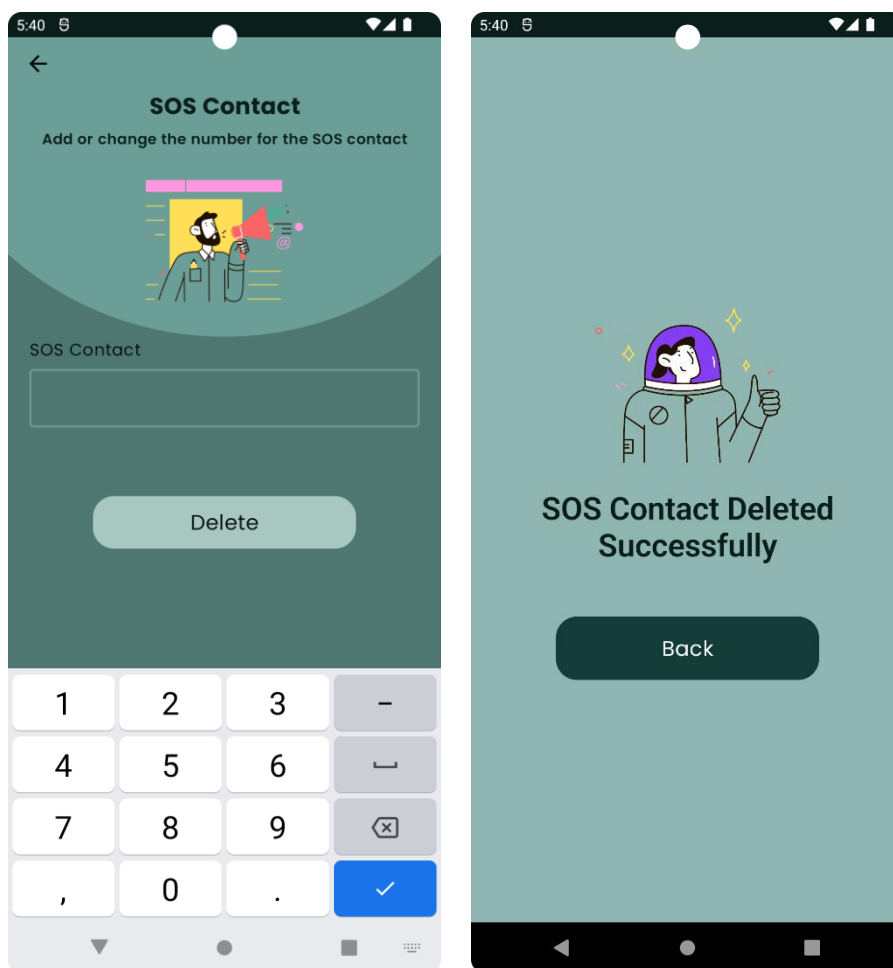 5:40
SOS Contact
Add or change the number for the SOS contact
@
SOS Contact
Delete
1 2 3 -
4 5 6
7 8 9
, 0 .
5:40
SOS Contact Deleted
Successfully
Back